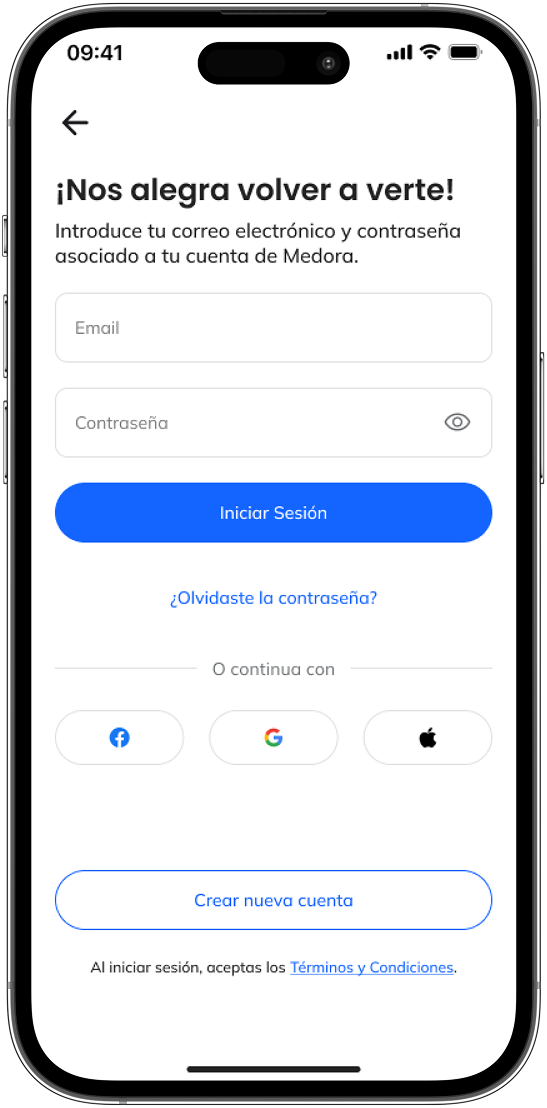 09:41
¡Nos alegra volver a verte!
Introduce tu correo electrónico y contraseña
asociado a tu cuenta de Medora.
Email
Contraseña
Iniciar Sesión
¿Olvidaste la contraseña?
O continua con
Crear nueva cuenta
Al iniciar sesión, aceptas los Términos y Condiciones.